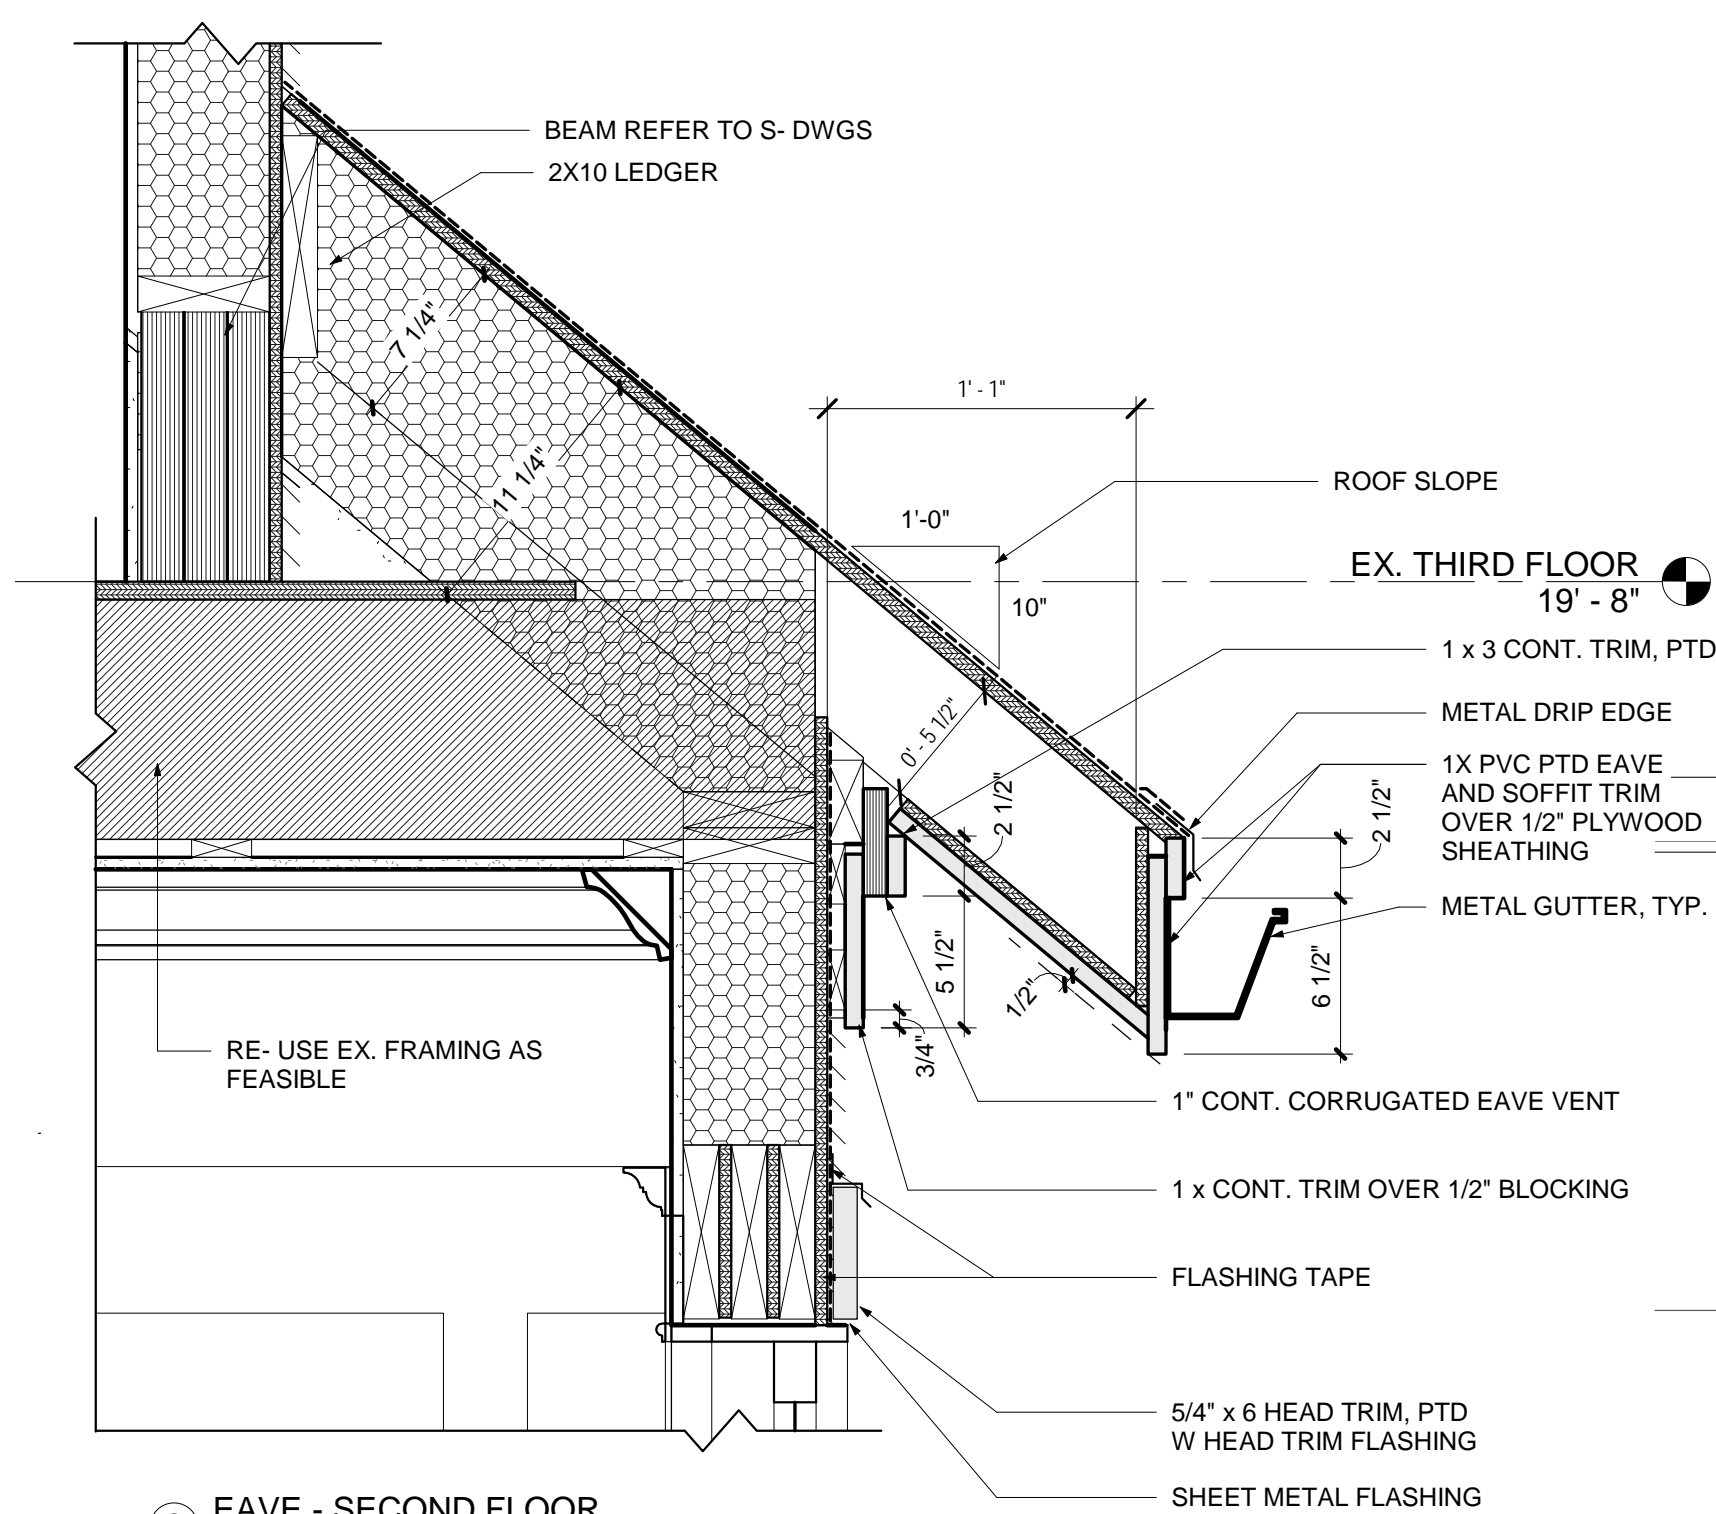 BEAM REFER TO S- DWGS
2X10 LEDGER
7 1/4"
11 1/4"
1' - 1"
ROOF SLOPE
1'-0"
10"
EX. THIRD FLOOR
19' - 8"
1 x 3 CONT. TRIM, PTD
METAL DRIP EDGE
0' - 5 1/2"
1X PVC PTD EAVE
AND SOFFIT TRIM
OVER 1/2" PLYWOOD
SHEATHING
2 1/2"
2 1/2"
METAL GUTTER, TYP.
5 1/2"
1/2"
6 1/2"
3/4"
RE- USE EX. FRAMING AS
FEASIBLE
1" CONT. CORRUGATED EAVE VENT
1 x CONT. TRIM OVER 1/2" BLOCKING
FLASHING TAPE
5/4" x 6 HEAD TRIM, PTD
W HEAD TRIM FLASHING
SHEET METAL FLASHING
EAVE - SECOND FLOOR